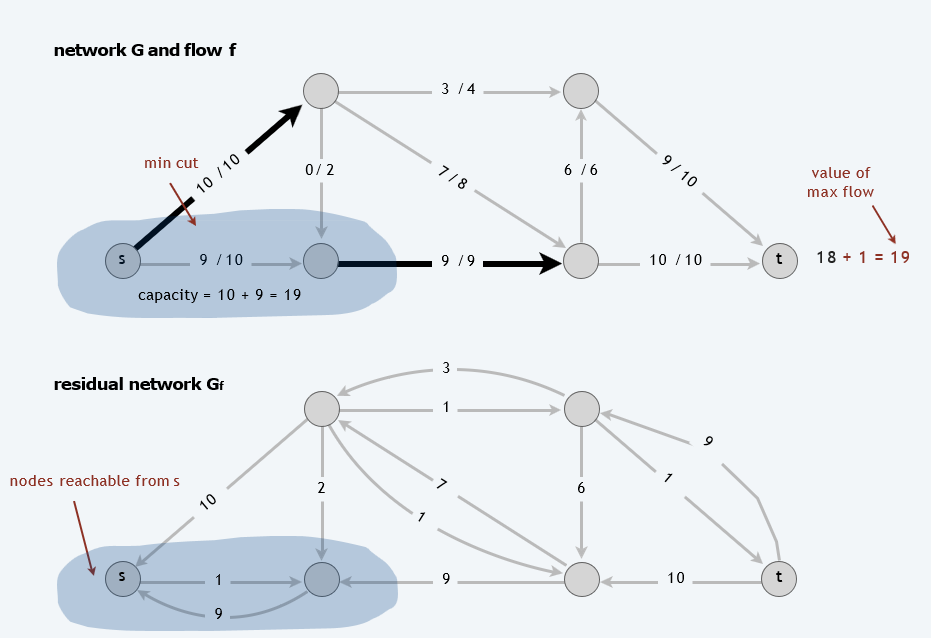 network G and flow f
3 / 4
min cut
10 / 10
0 / 2
7 / 8
6 / 6
9 / 10
value of
max flow
s
9 / 10
9 / 9
10 / 10
t
18 + 1 = 19
capacity = 10 + 9 = 19
3
residual network Gf
1
9
nodes reachable from s
10
2
7
1
6
1
s
1
9
10
t
9